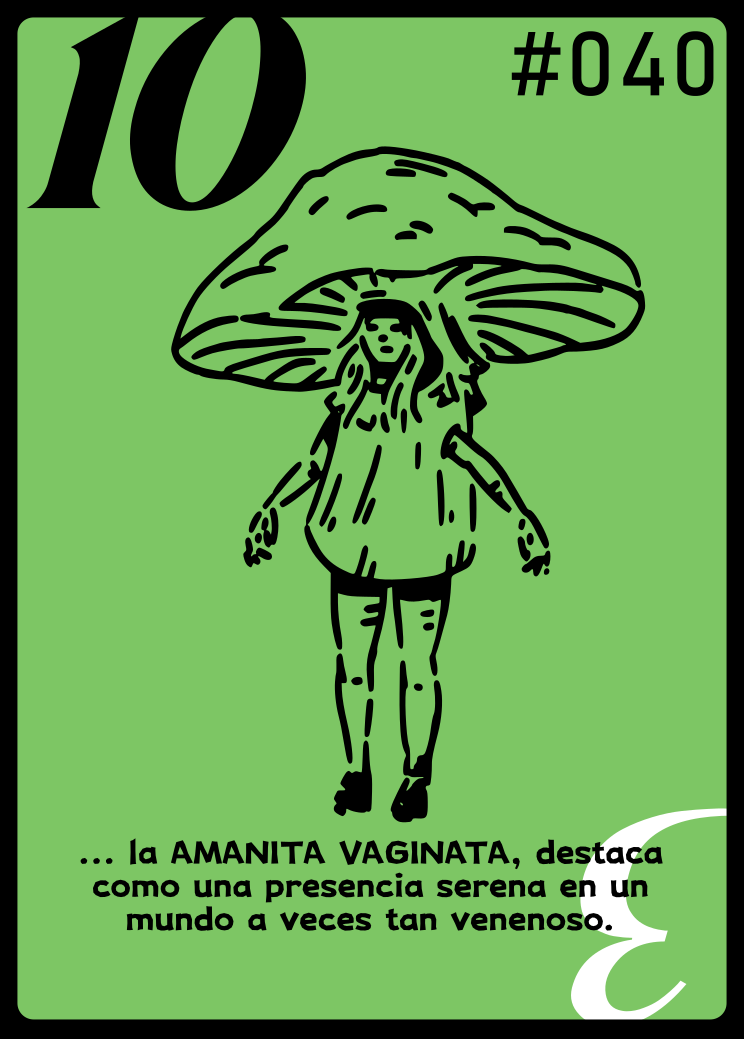 10
#040
... la AMANITA VAGINATA, destaca
como una presencia serena en un
mundo a veces tan venenoso.
ℰ